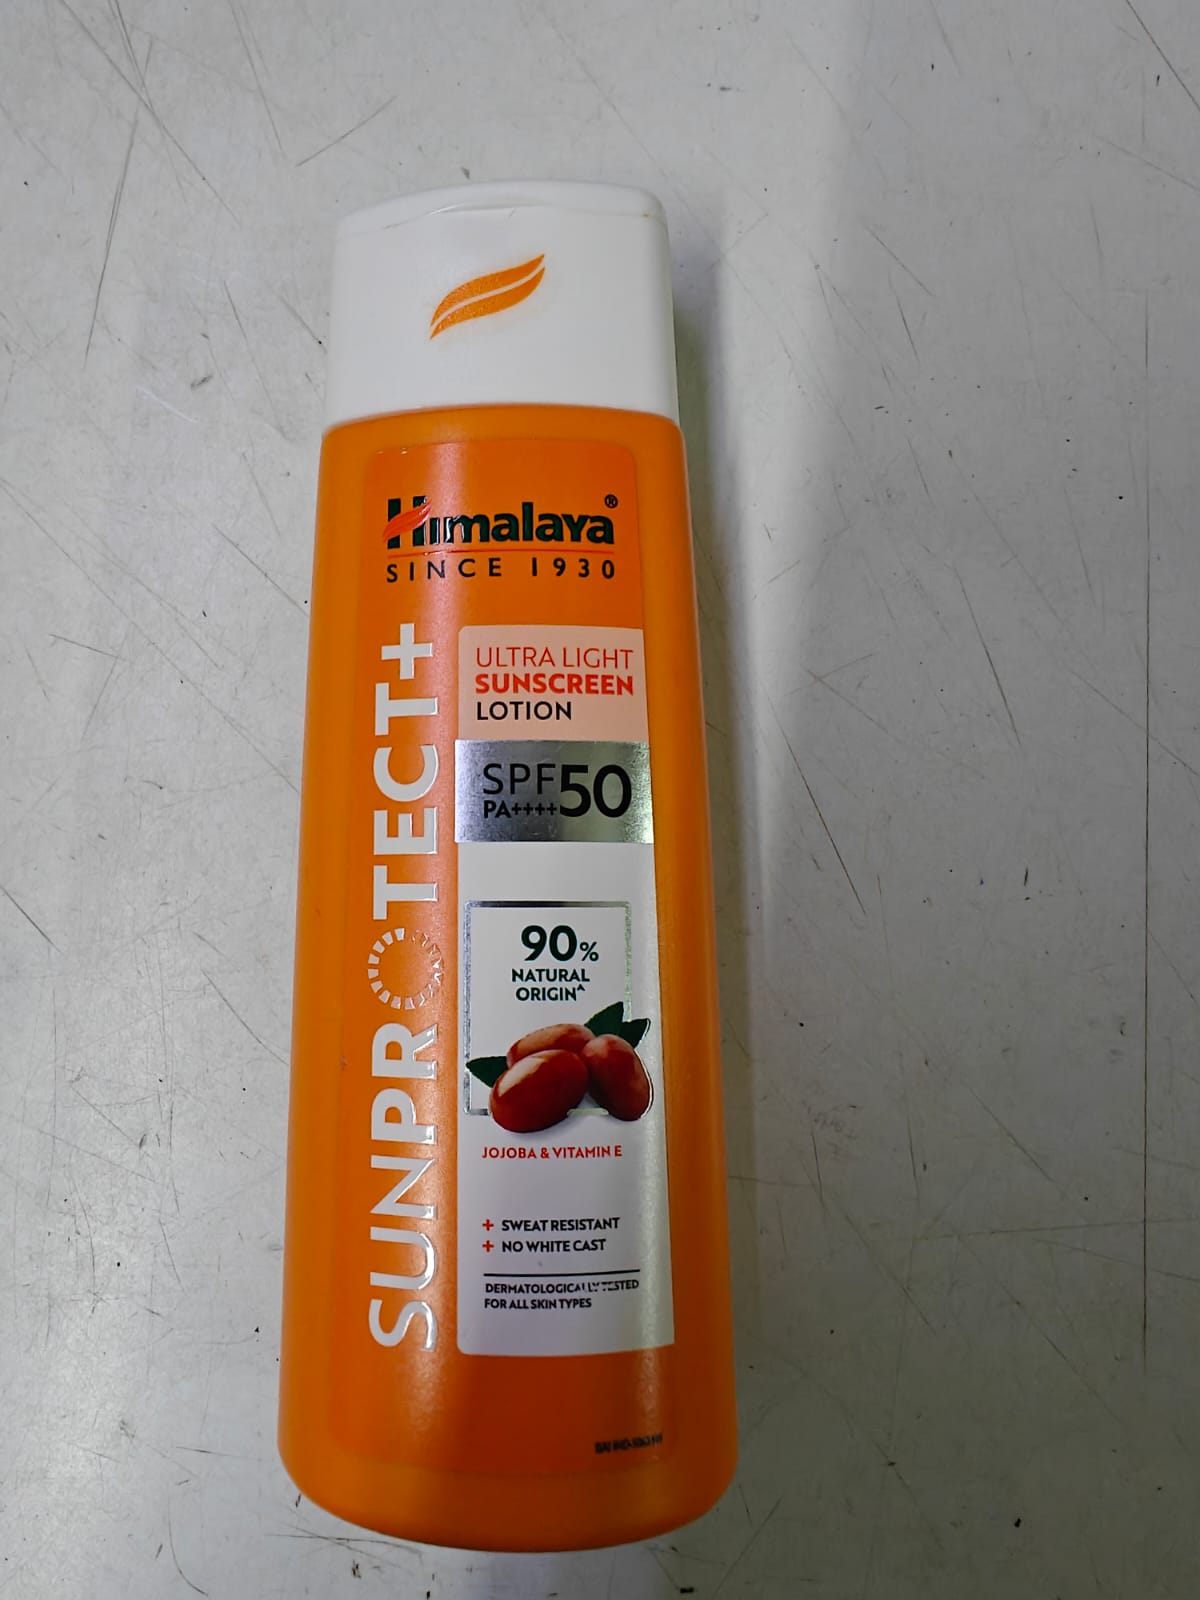 Himalaya®
SINCE 1930
SUNPROTECT+
ULTRA LIGHT
SUNSCREEN
LOTION
SPF 50
PA++++
90%
NATURAL
ORIGIN^
JOJOBA & VITAMIN E
+ SWEAT RESISTANT
+ NO WHITE CAST
DERMATOLOGICALLY TESTED
FOR ALL SKIN TYPES